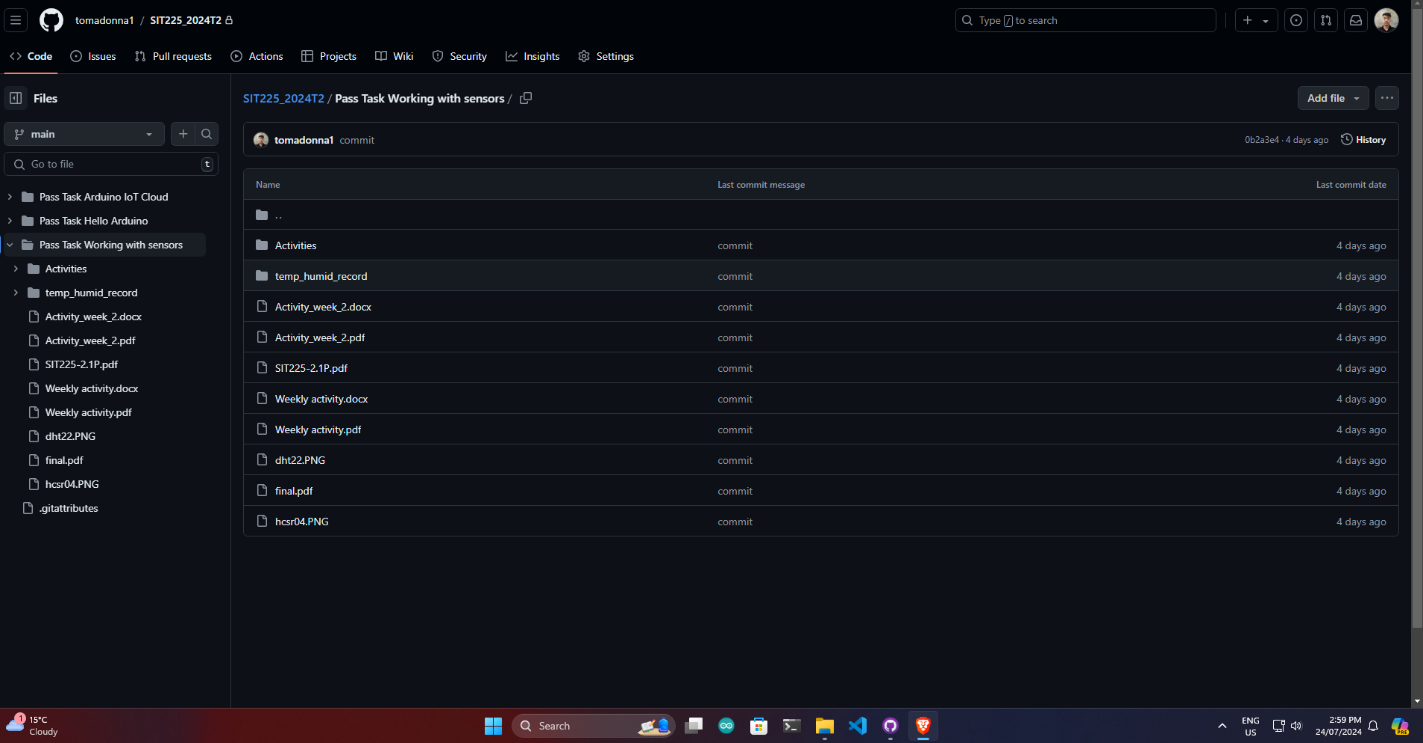 tomadonna1 / SIT225_2024T2
Type / to search
Code Issues Pull requests Actions Projects Wiki Security Insights Settings
Files
main
Go to file
t
Pass Task Arduino IoT Cloud
Pass Task Hello Arduino
Pass Task Working with sensors
Activities
temp_humid_record
Activity_week_2.docx
Activity_week_2.pdf
SIT225-2.1P.pdf
Weekly activity.docx
Weekly activity.pdf
dht22.PNG
final.pdf
hcsr04.PNG
.gitattributes
SIT225_2024T2 / Pass Task Working with sensors /
Add file
tomadonna1 commit
0b2a3e4 · 4 days ago
History
Name Last commit message Last commit date
..
Activities commit 4 days ago
temp_humid_record commit 4 days ago
Activity_week_2.docx commit 4 days ago
Activity_week_2.pdf commit 4 days ago
SIT225-2.1P.pdf commit 4 days ago
Weekly activity.docx commit 4 days ago
Weekly activity.pdf commit 4 days ago
dht22.PNG commit 4 days ago
final.pdf commit 4 days ago
hcsr04.PNG commit 4 days ago
1
15°C
Cloudy
Search
ENG
US
2:59 PM
24/07/2024
PRE